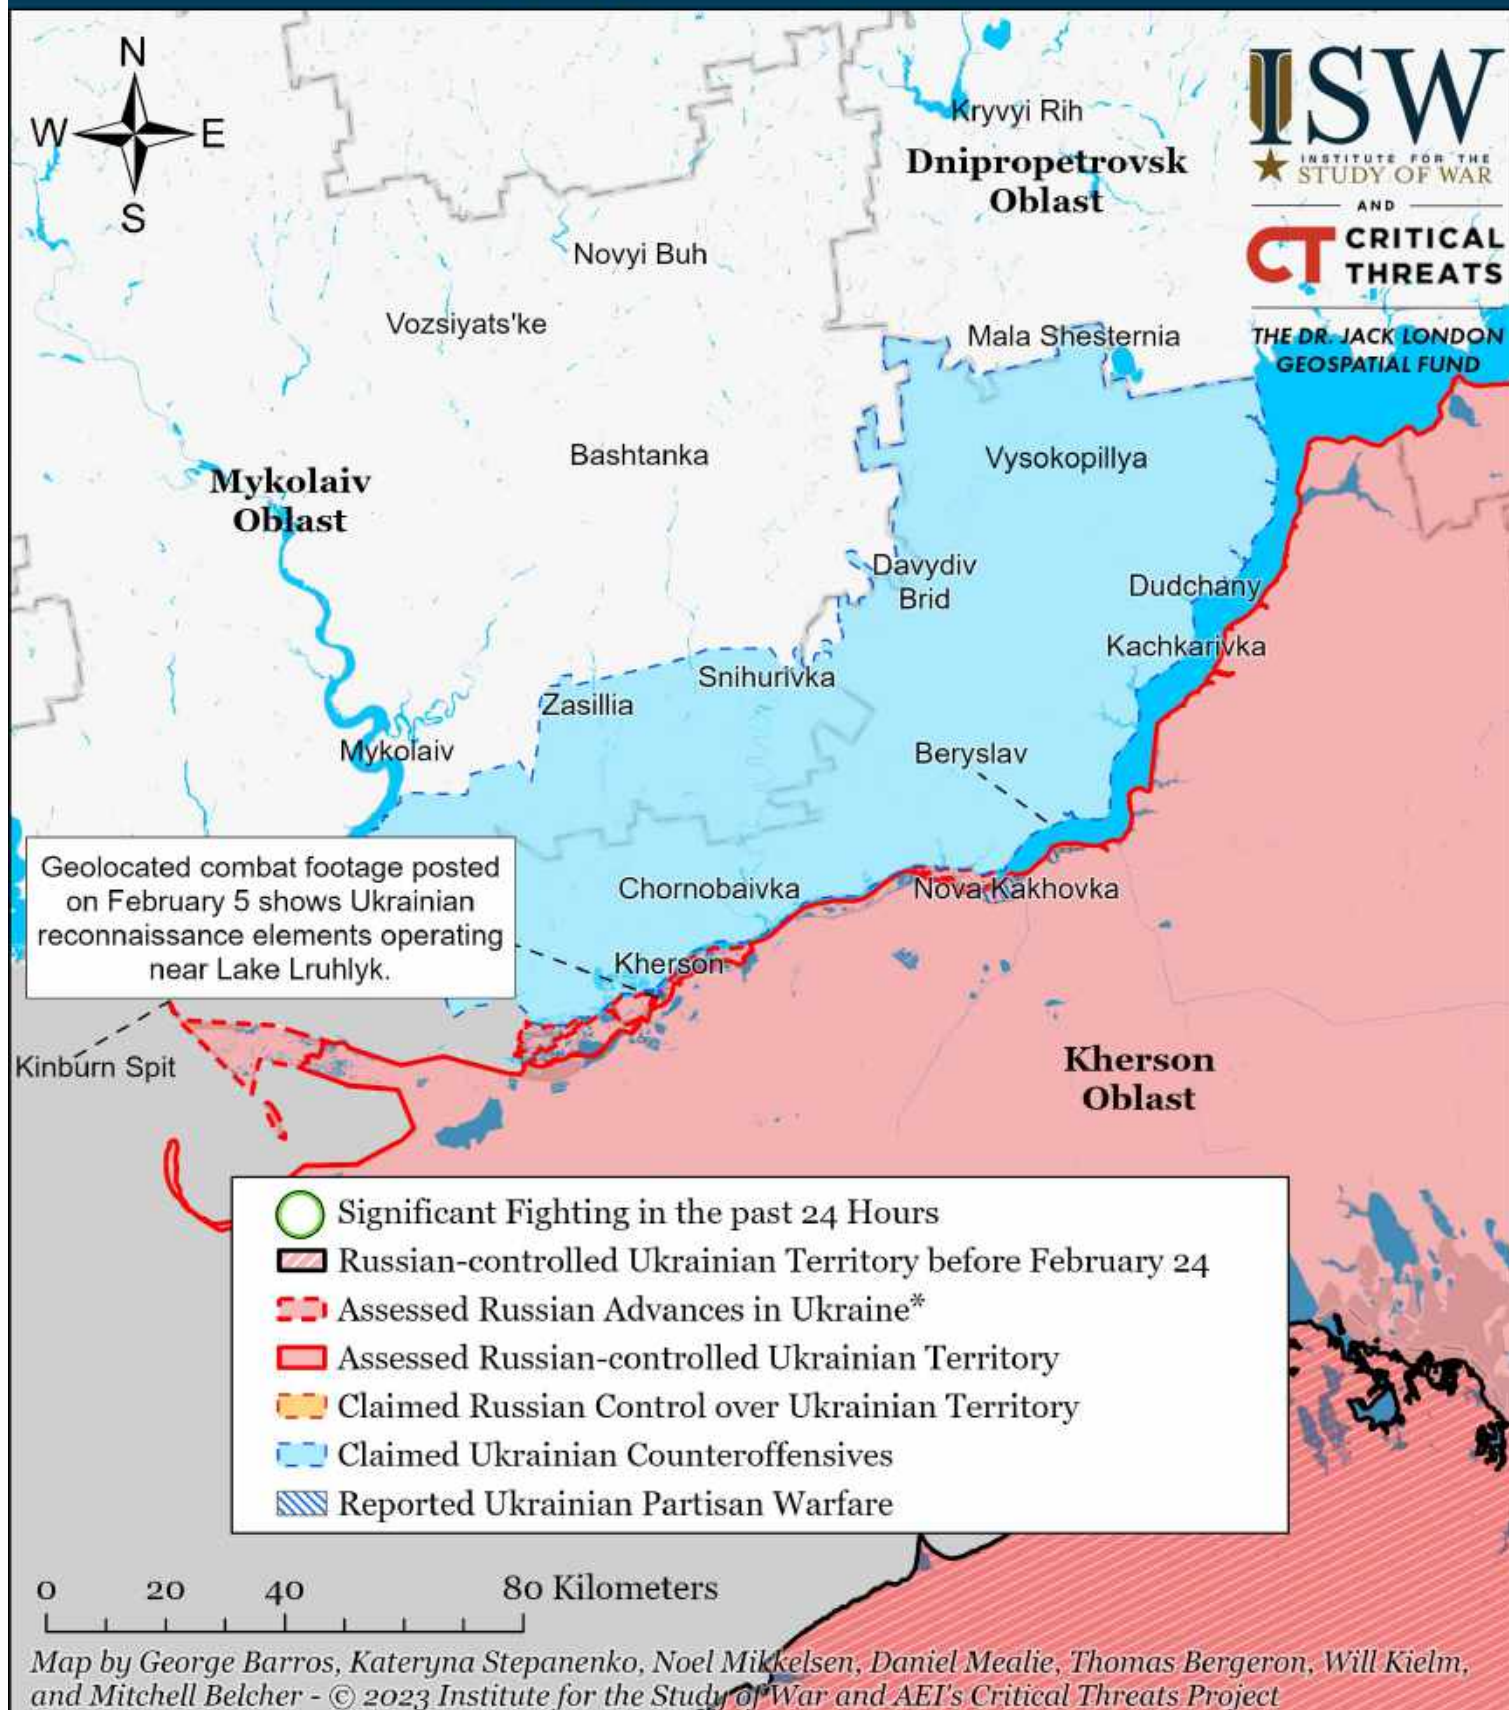 N
W
E
S
ISW
INSTITUTE FOR THE
STUDY OF WAR
AND
CT CRITICAL
THREATS
THE DR. JACK LONDON
GEOSPATIAL FUND
Kryvyi Rih
Dnipropetrovsk
Oblast
Novyi Buh
Vozsiyats'ke
Mala Shesternia
Bashtanka
Vysokopillya
Mykolaiv
Oblast
Davydiv
Brid
Dudchany
Kachkarivka
Snihurivka
Zasillia
Mykolaiv
Beryslav
Geolocated combat footage posted
on February 5 shows Ukrainian
reconnaissance elements operating
near Lake Lruhlyk.
Chornobaivka
Nova Kakhovka
Kherson
Kinburn Spit
Kherson
Oblast
Significant Fighting in the past 24 Hours
Russian-controlled Ukrainian Territory before February 24
Assessed Russian Advances in Ukraine*
Assessed Russian-controlled Ukrainian Territory
Claimed Russian Control over Ukrainian Territory
Claimed Ukrainian Counteroffensives
Reported Ukrainian Partisan Warfare
0 20 40 80 Kilometers
Map by George Barros, Kateryna Stepanenko, Noel Mikkelsen, Daniel Mealie, Thomas Bergeron, Will Kielm,
and Mitchell Belcher - © 2023 Institute for the Study of War and AEI's Critical Threats Project